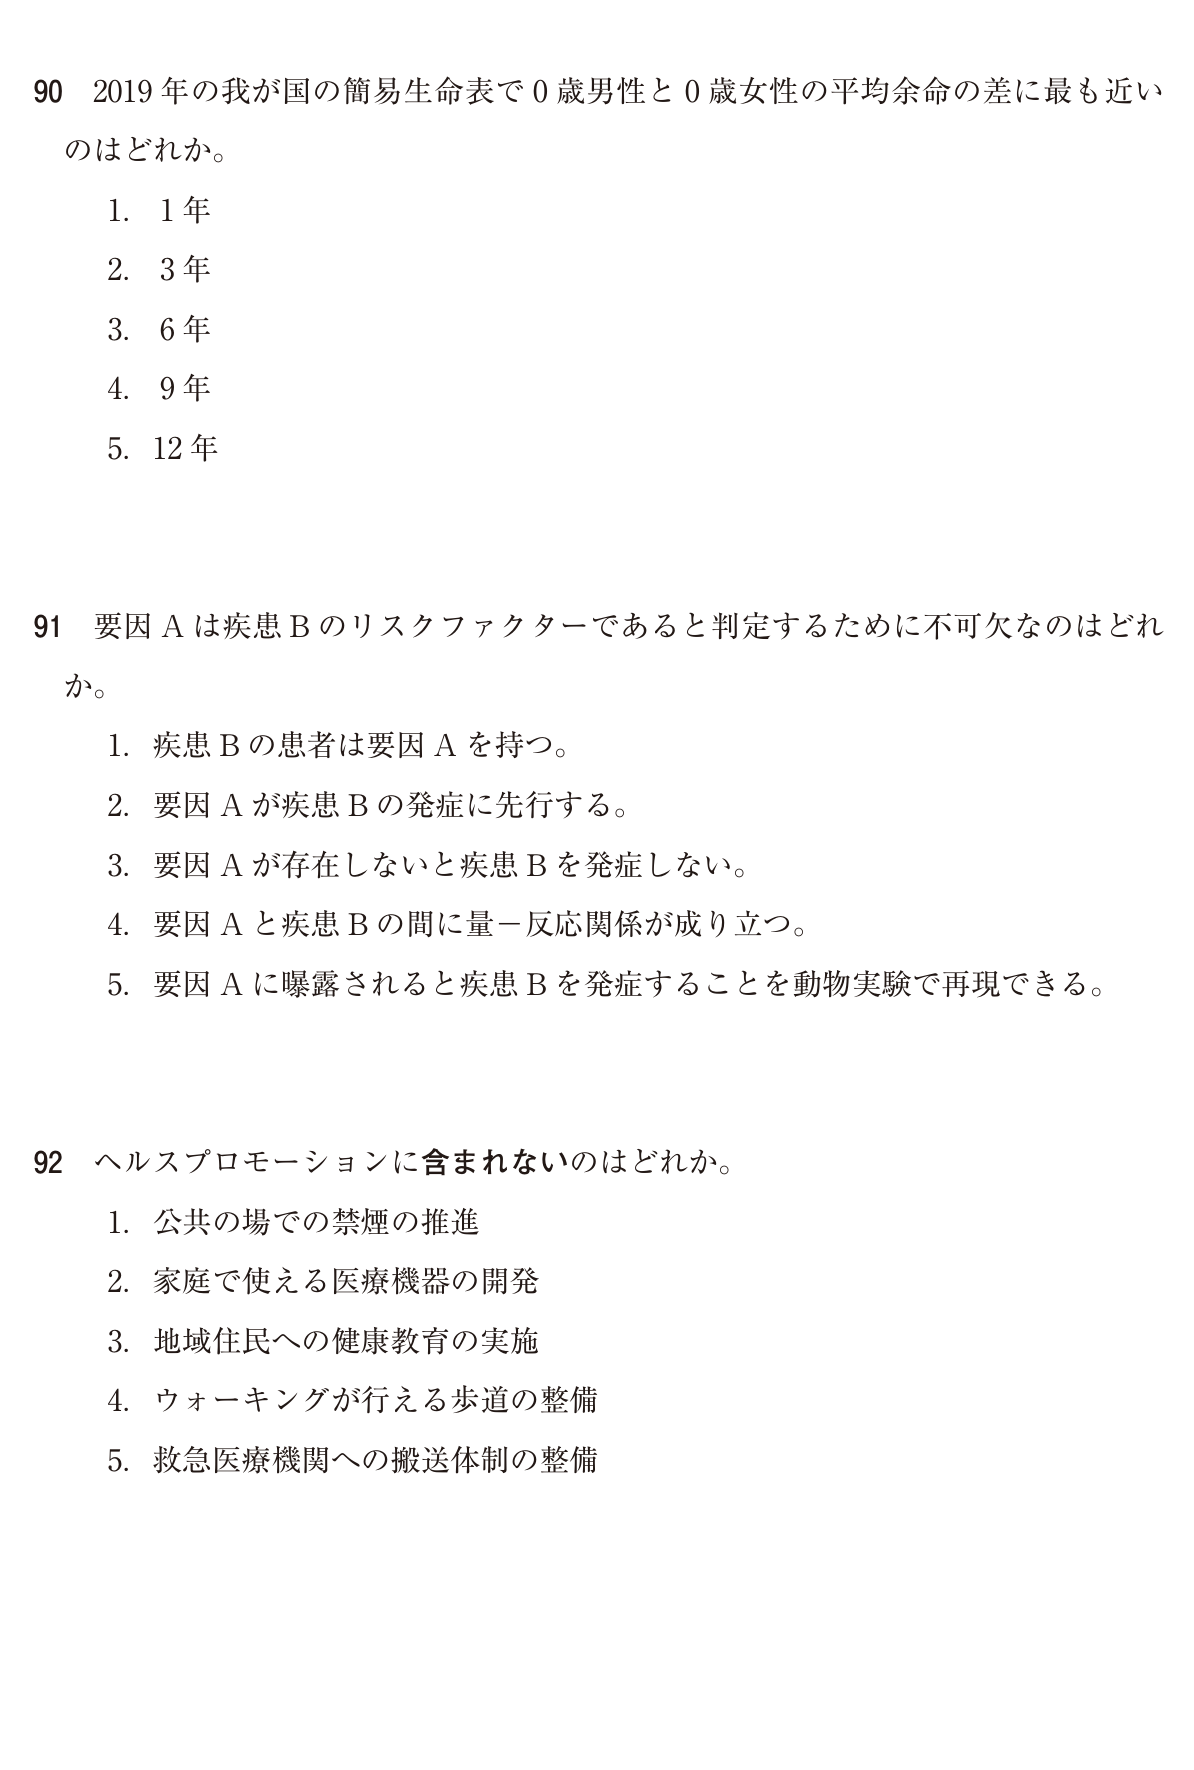 90　2019 年の我が国の簡易生命表で 0 歳男性と 0 歳女性の平均余命の差に最も近い
のはどれか。
1.　1 年
2.　3 年
3.　6 年
4.　9 年
5.　12 年
91　要因 A は疾患 B のリスクファクターであると判定するために不可欠なのはどれ
か。
1.　疾患 B の患者は要因 A を持つ。
2.　要因 A が疾患 B の発症に先行する。
3.　要因 A が存在しないと疾患 B を発症しない。
4.　要因 A と疾患 B の間に量－反応関係が成り立つ。
5.　要因 A に曝露されると疾患 B を発症することを動物実験で再現できる。
92　ヘルスプロモーションに含まれないのはどれか。
1.　公共の場での禁煙の推進
2.　家庭で使える医療機器の開発
3.　地域住民への健康教育の実施
4.　ウォーキングが行える歩道の整備
5.　救急医療機関への搬送体制の整備